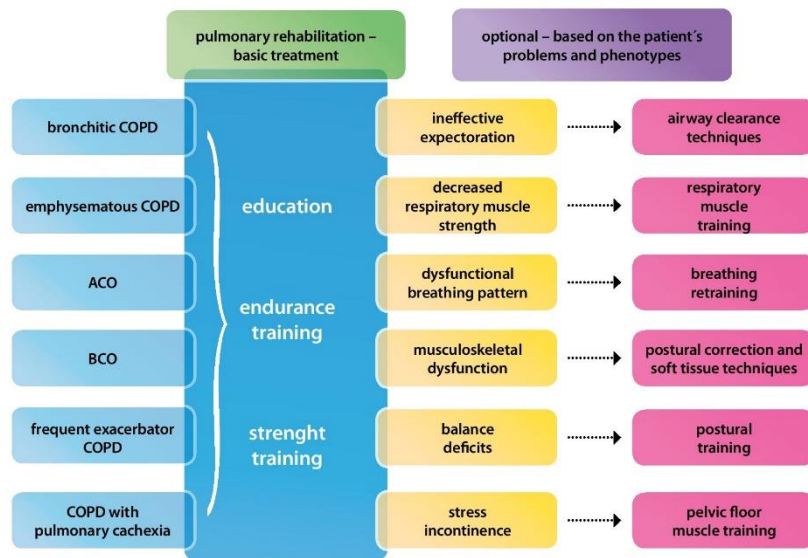 pulmonary rehabilitation –
basic treatment
optional – based on the patient´s
problems and phenotypes
bronchitic COPD
ineffective
expectoration
airway clearance
techniques
emphysematous COPD
education
decreased
respiratory muscle
strength
respiratory
muscle
training
ACO
endurance
training
dysfunctional
breathing pattern
breathing
retraining
BCO
musculoskeletal
dysfunction
postural correction and
soft tissue techniques
frequent exacerbator
COPD
strenght
training
balance
deficits
postural
training
COPD with
pulmonary cachexia
stress
incontinence
pelvic floor
muscle training